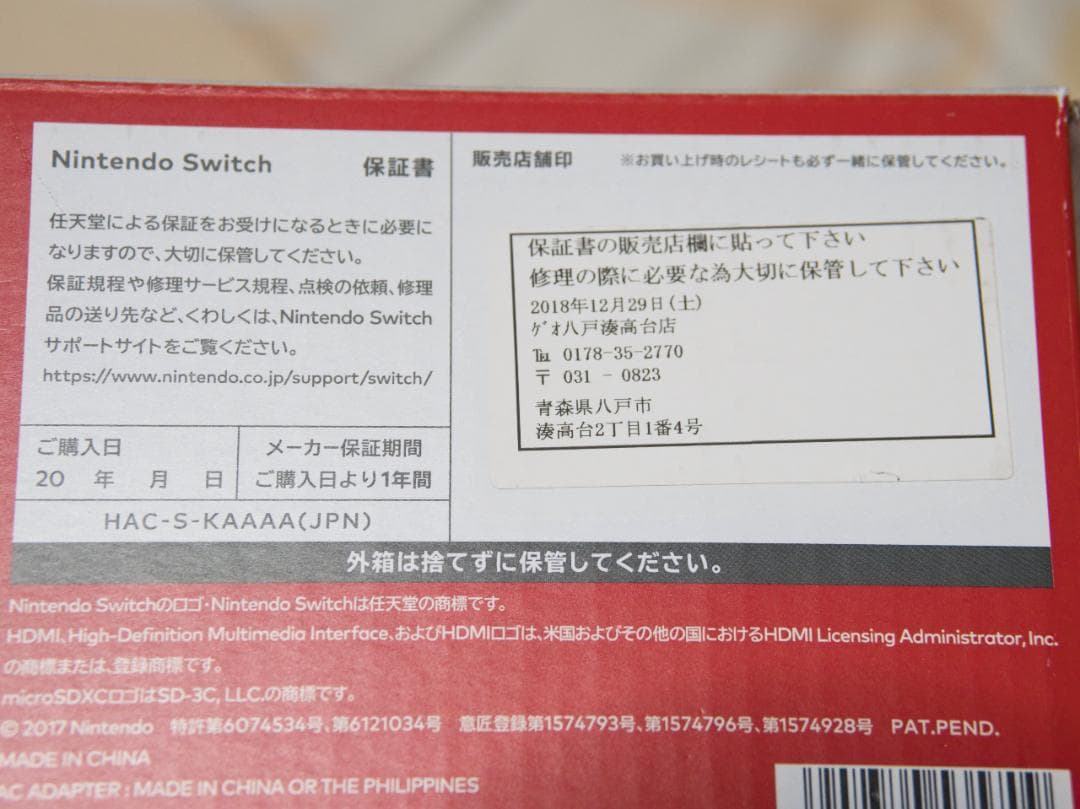 Nintendo Switch 保証書
任天堂による保証をお受けになるときに必要に
なりますので、大切に保管してください。
保証規程や修理サービス規程、点検の依頼、修理
品の送り先など、くわしくは、Nintendo Switch
サポートサイトをご覧ください。
https://www.nintendo.co.jp/support/switch/
ご購入日
20 年 月 日
メーカー保証期間
ご購入日より1年間
HAC-S-KAAAA(JPN)
販売店舗印 ※お買い上げ時のレシートも必ず一緒に保管してください。
保証書の販売店欄に貼って下さい
修理の際に必要な為大切に保管して下さい
2018年12月29日(土)
ｹﾞｵ八戸湊高台店
℡ 0178-35-2770
〒 031 - 0823
青森県八戸市
湊高台2丁目1番4号
外箱は捨てずに保管してください。
Nintendo Switchのロゴ・Nintendo Switchは任天堂の商標です。
HDMI、High-Definition Multimedia Interface、およびHDMIロゴは、米国およびその他の国におけるHDMI Licensing Administrator, Inc.
の商標または、登録商標です。
microSDXCロゴはSD-3C, LLC.の商標です。
© 2017 Nintendo 特許第6074534号、第6121034号 意匠登録第1574793号、第1574796号、第1574928号 PAT.PEND.
MADE IN CHINA
AC ADAPTER : MADE IN CHINA OR THE PHILIPPINES